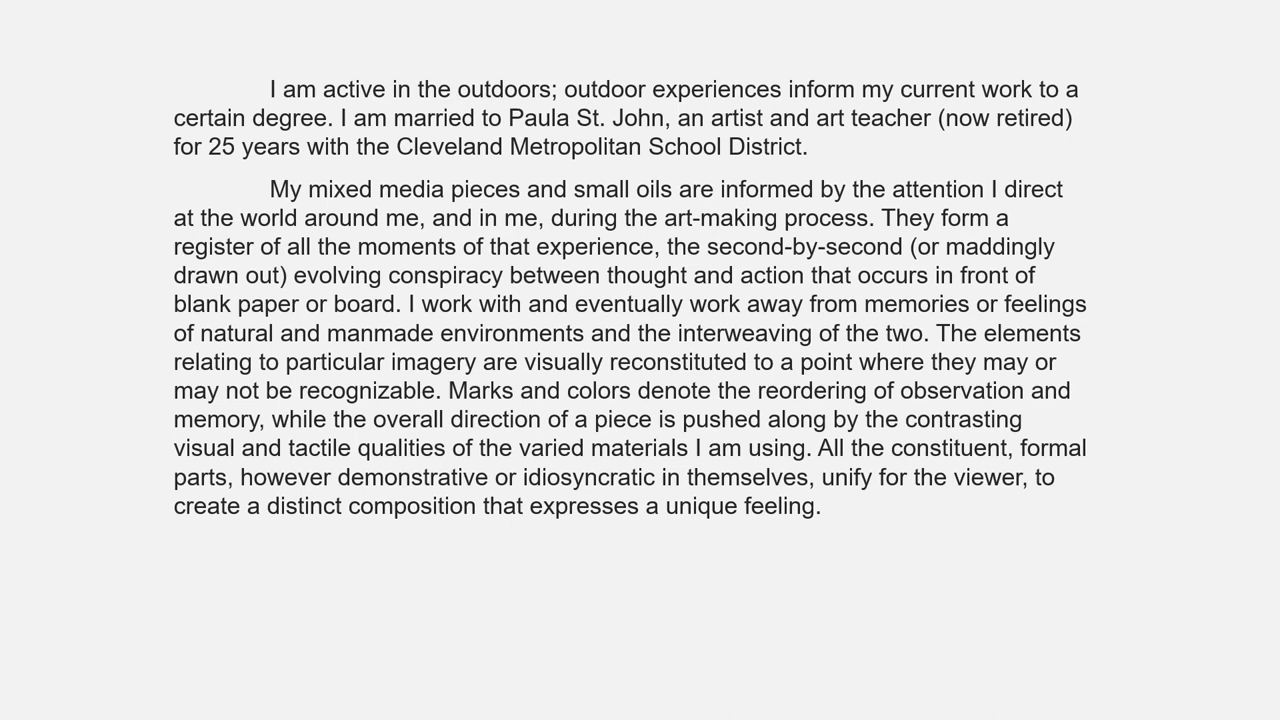 I am active in the outdoors; outdoor experiences inform my current work to a
certain degree. I am married to Paula St. John, an artist and art teacher (now retired)
for 25 years with the Cleveland Metropolitan School District.
My mixed media pieces and small oils are informed by the attention I direct
at the world around me, and in me, during the art-making process. They form a
register of all the moments of that experience, the second-by-second (or maddingly
drawn out) evolving conspiracy between thought and action that occurs in front of
blank paper or board. I work with and eventually work away from memories or feelings
of natural and manmade environments and the interweaving of the two. The elements
relating to particular imagery are visually reconstituted to a point where they may or
may not be recognizable. Marks and colors denote the reordering of observation and
memory, while the overall direction of a piece is pushed along by the contrasting
visual and tactile qualities of the varied materials I am using. All the constituent, formal
parts, however demonstrative or idiosyncratic in themselves, unify for the viewer, to
create a distinct composition that expresses a unique feeling.